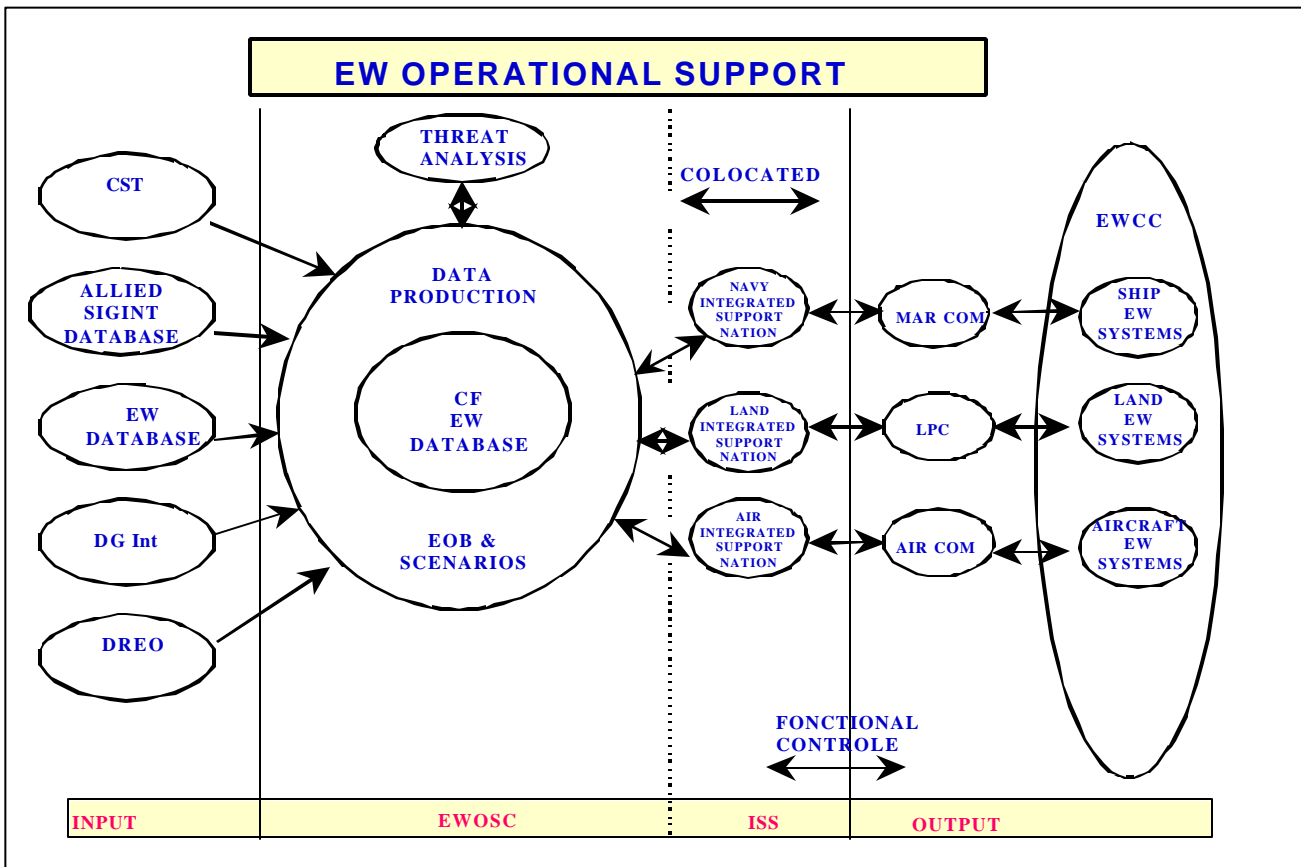 EW OPERATIONAL SUPPORT
CST
ALLIED
SIGINT
DATABASE
EW
DATABASE
DG Int
DREO
THREAT
ANALYSIS
DATA
PRODUCTION
CF
EW
DATABASE
EOB &
SCENARIOS
COLOCATED
NAVY
INTEGRATED
SUPPORT
NATION
LAND
INTEGRATED
SUPPORT
NATION
AIR
INTEGRATED
SUPPORT
NATION
MAR COM
LPC
AIR COM
EWCC
SHIP
EW
SYSTEMS
LAND
EW
SYSTEMS
AIRCRAFT
EW
SYSTEMS
FONCTIONAL
CONTROLE
INPUT
EWOSC
ISS
OUTPUT